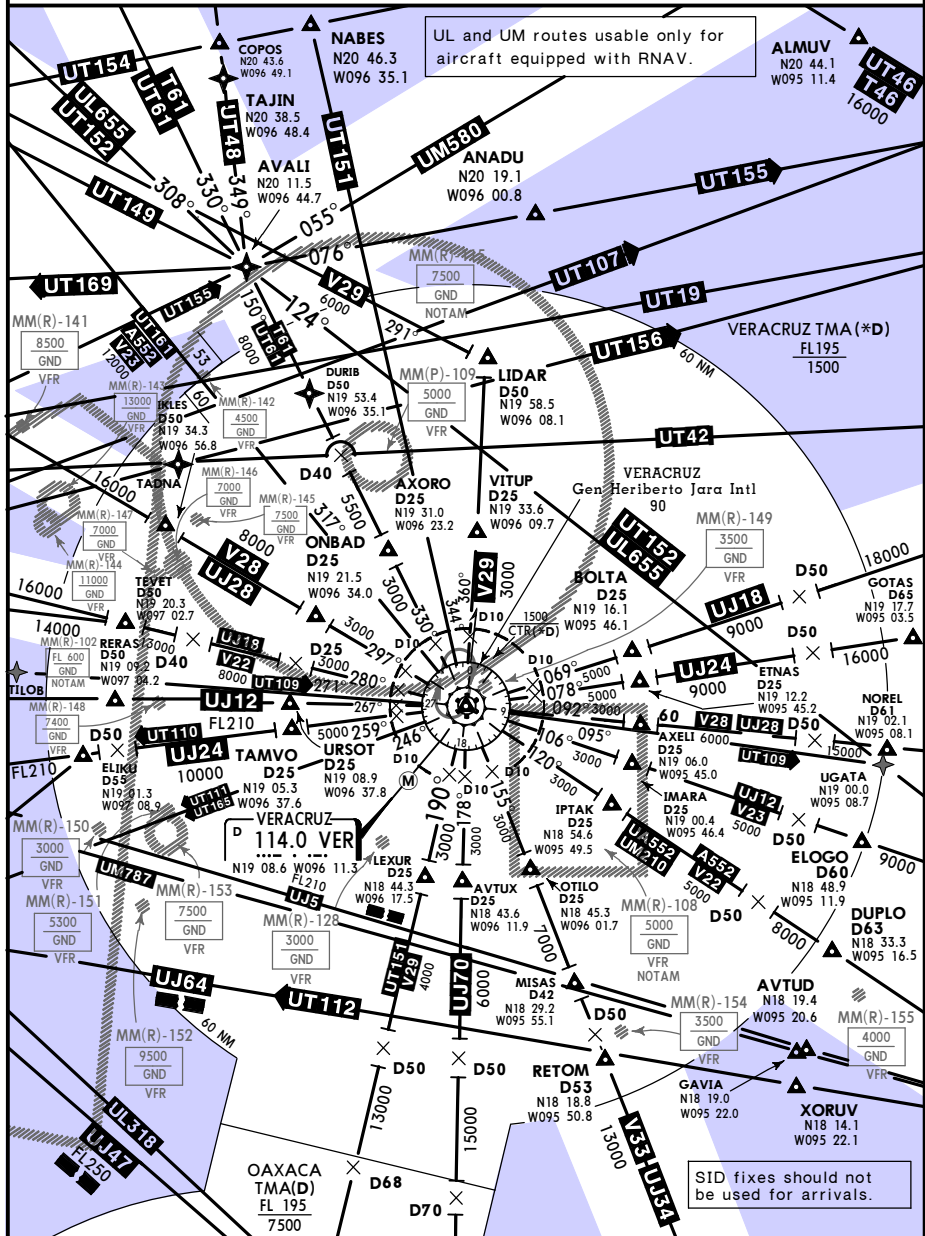 UL and UM routes usable only for
aircraft equipped with RNAV.
COPOS
N20 43.6
W096 49.1
NABES
N20 46.3
W096 35.1
ALMUV
N20 44.1
W095 11.4
UT46
T46
16000
UT154
T61
UT61
UL655
UT152
TAJIN
N20 38.5
W096 48.4
UT48
UT151
UM580
AVALI
N20 11.5
W096 44.7
ANADU
N20 19.1
W096 00.8
UT155
308°
330°
349°
055°
076°
UT149
UT169
UT155
UT107
UT19
UT156
V29
6000
291°
150°
124°
8000
T61
UT61
MM(R)-141
8500
GND
VFR
UT161
A552
V23
12000
53
60
7500
GND
NOTAM
VERACRUZ TMA (*D)
FL195
1500
60 NM
MM(R)-143
13000
GND
VFR
IKLES
D50
N19 34.3
W096 56.8
MM(R)-142
4500
GND
VFR
DURIB
D50
N19 53.4
W096 35.1
MM(P)-109
5000
GND
LIDAR
D50
N19 58.5
W096 08.1
UT42
TADNA
16000
D40
5500
317°
AXORO
D25
N19 31.0
W096 23.2
VITUP
D25
N19 33.6
W096 09.7
VERACRUZ
Gen Heriberto Jara Intl
90
MM(R)-146
7000
GND
VFR
MM(R)-145
7500
GND
VFR
MM(R)-147
7000
GND
VFR
MM(R)-144
11000
GND
VFR
ONBAD
D25
N19 21.5
W096 34.0
8000
V28
UJ28
3000
330°
344°
360°
V29
3000
MM(R)-149
3500
GND
VFR
UT152
UL655
BOLTA
D25
N19 16.1
W095 46.1
D50
18000
GOTAS
D65
N19 17.7
W095 03.5
UJ18
9000
TEVET
D50
N19 20.3
W097 02.7
16000
14000
13000
RERAS
D50
N19 09.2
W097 04.2
D40
UJ18
V22
8000
D25
3000
3000
297°
280°
271°
267°
259°
246°
D10
D10
D10
1500
CTR(*D)
D10
069°
078°
092°
5000
5000
3000
UJ24
9000
D50
16000
ETNAS
D25
N19 12.2
W095 45.2
NOREL
D61
N19 02.1
W095 08.1
MM(R)-102
FL 600
GND
NOTAM
TILOB
UT109
UJ12
FL210
UT110
UJ24
10000
5000
MM(R)-148
7400
GND
VFR
FL210
D50
ELIKU
D55
N19 01.3
W097 08.9
TAMVO
D25
N19 05.3
W096 37.6
URSOT
D25
N19 08.9
W096 37.8
D10
M
27
9
18
60
V28
UJ28
D50
6000
15000
UT109
AXELI
D25
N19 06.0
W095 45.0
095°
106°
120°
3000
3000
UGATA
N19 00.0
W095 08.7
UT111
UT165
VERACRUZ
D
114.0 VER
N19 08.6 W096 11.3
190°
178°
155°
D10
D10
3000
3000
3000
IPTAK
D25
N18 54.6
W095 49.5
IMARA
D25
N19 00.4
W095 46.4
UJ12
V23
5000
D50
9000
ELOGO
D60
N18 48.9
W095 11.9
UA552
UM210
A552
V22
5000
D50
8000
DUPLO
D63
N18 33.3
W095 16.5
MM(R)-150
3000
GND
VFR
UM787
FL210
UJ5
MM(R)-151
5300
GND
VFR
MM(R)-153
7500
GND
VFR
MM(R)-128
3000
GND
VFR
LEXUR
D25
N18 44.3
W096 17.5
AVTUX
D25
N18 43.6
W096 11.9
OTILO
D25
N18 45.3
W096 01.7
MM(R)-108
5000
GND
VFR
NOTAM
7000
UT151
V29
4000
UJ70
6000
MISAS
D42
N18 29.2
W095 55.1
AVTUD
N18 19.4
W095 20.6
MM(R)-154
3500
GND
VFR
MM(R)-155
4000
GND
VFR
UJ64
UT112
60 NM
MM(R)-152
9500
GND
VFR
D50
D50
D50
RETOM
D53
N18 18.8
W095 50.8
GAVIA
N18 19.0
W095 22.0
XORUV
N18 14.1
W095 22.1
13000
15000
13000
V33-UJ34
UL318
UJ47
FL250
OAXACA
TMA(D)
FL 195
7500
D68
D70
SID fixes should not
be used for arrivals.